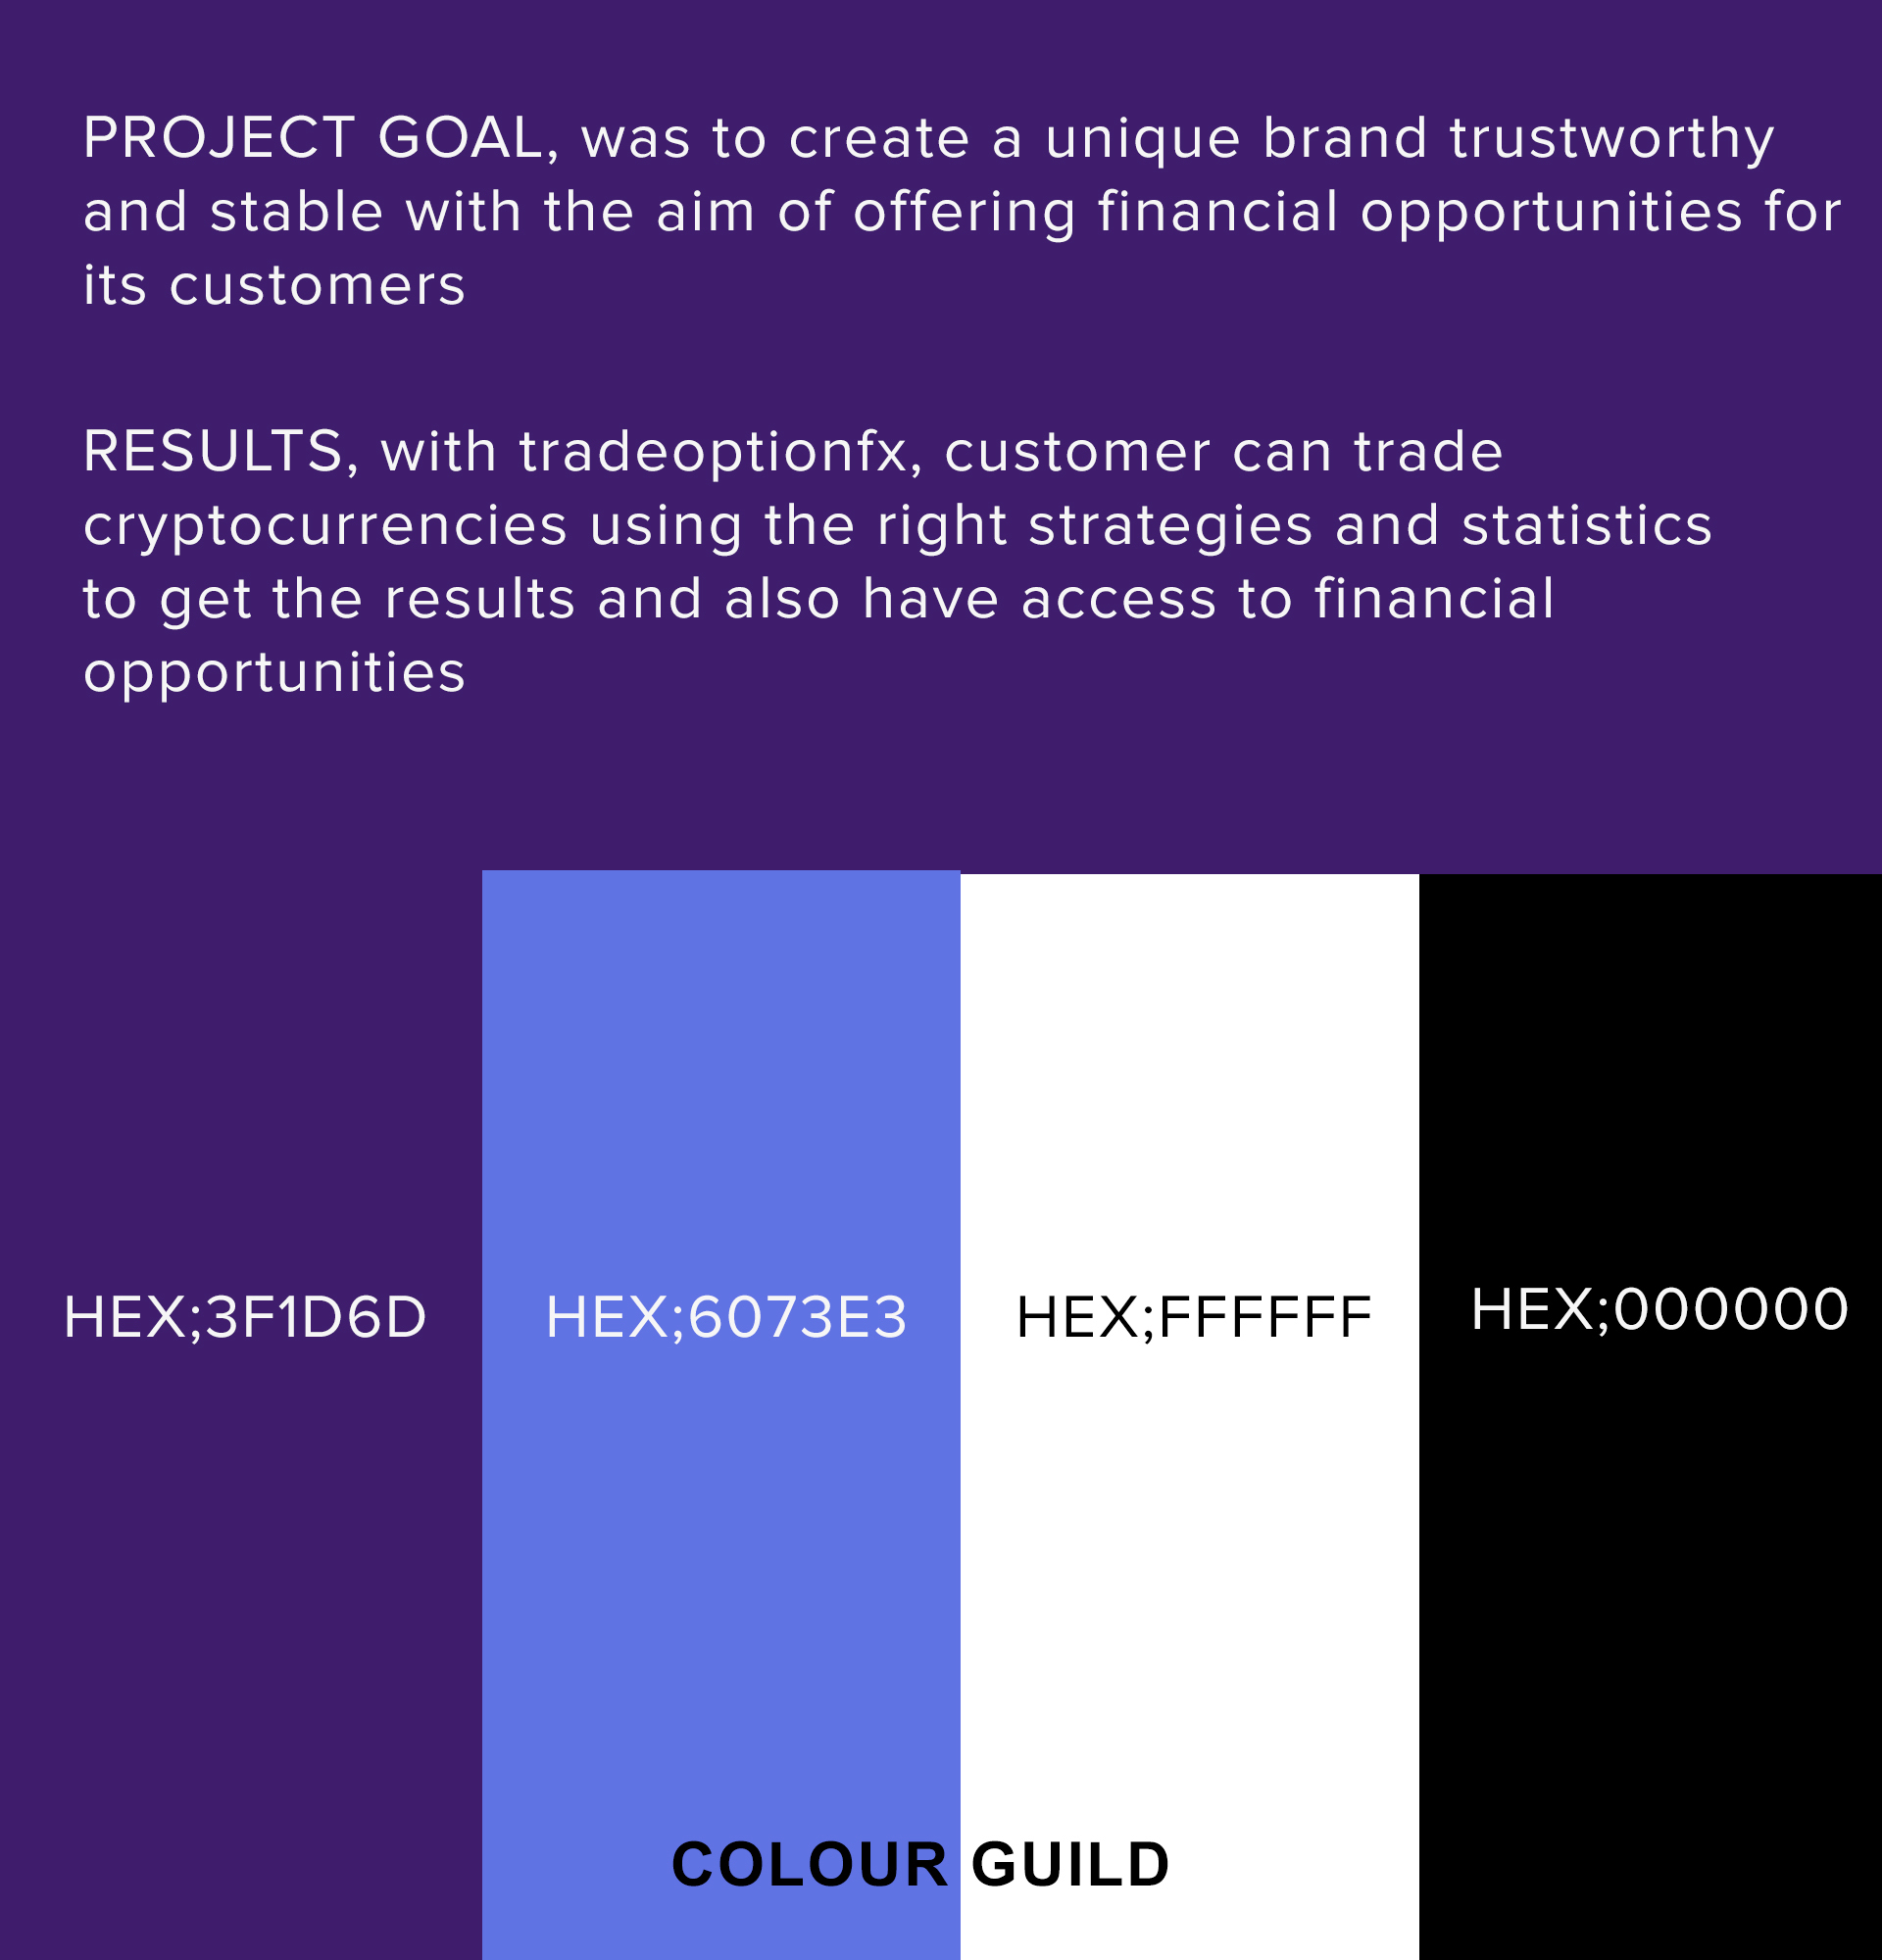 PROJECT GOAL, was to create a unique brand trustworthy
and stable with the aim of offering financial opportunities for
its customers
RESULTS, with tradeoptionfx, customer can trade
cryptocurrencies using the right strategies and statistics
to get the results and also have access to financial
opportunities
HEX;3F1D6D
HEX;6073E3
HEX;FFFFFF
HEX;000000
COLOUR GUILD